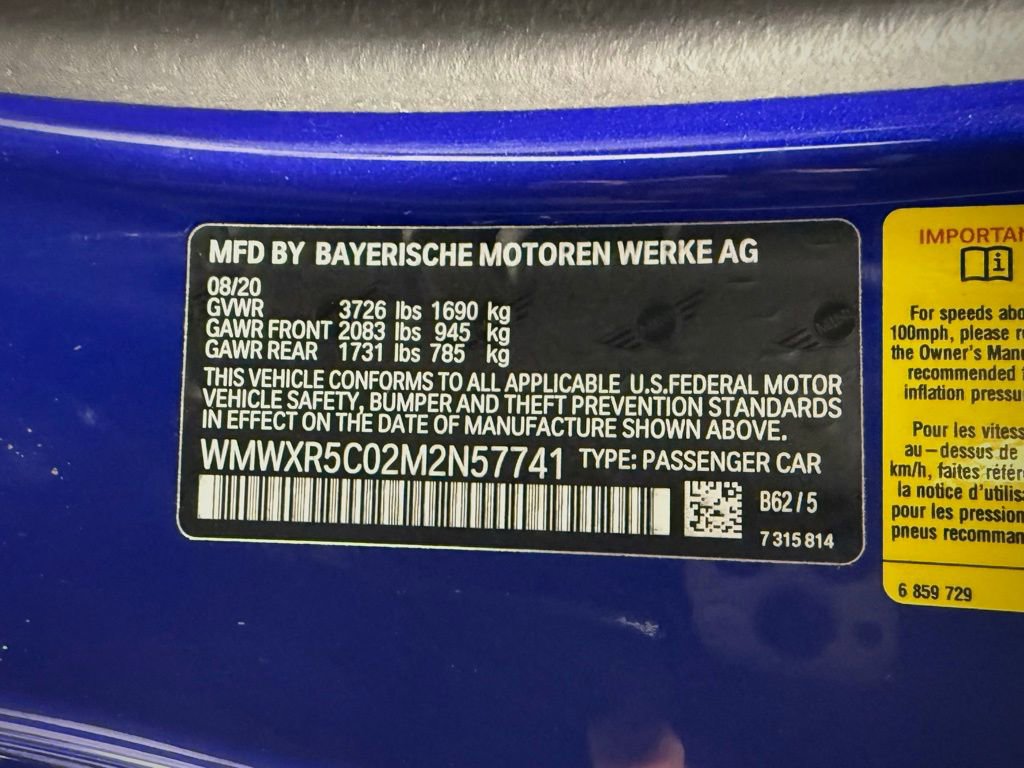 MFD BY BAYERISCHE MOTOREN WERKE AG
08/20
GVWR 3726 lbs 1690 kg
GAWR FRONT 2083 lbs 945 kg
GAWR REAR 1731 lbs 785 kg
THIS VEHICLE CONFORMS TO ALL APPLICABLE U.S.FEDERAL MOTOR
VEHICLE SAFETY, BUMPER AND THEFT PREVENTION STANDARDS
IN EFFECT ON THE DATE OF MANUFACTURE SHOWN ABOVE.
WMWXR5C02M2N57741 TYPE: PASSENGER CAR
B62/5
7 315 814
IMPORTAN
For speeds abo
100mph, please r
the Owner's Manu
recommended
inflation pressu
Pour les vitess
au-dessus de
km/h, faites référ
la notice d'utilisa
pour les pression
pneus recomman
6 859 729